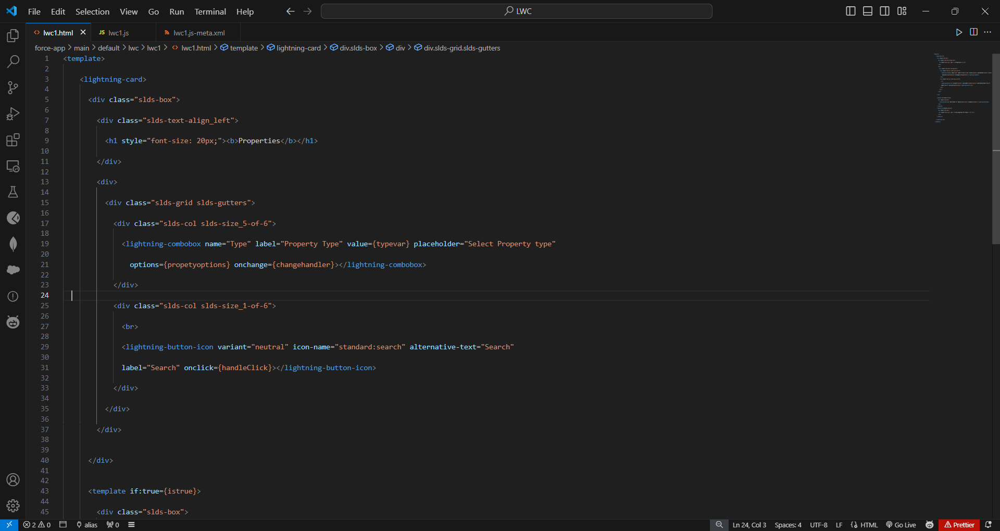 File Edit Selection View Go Run Terminal Help LWC
lwc1.html JS lwc1.js lwc1.js-meta.xml
force-app > main > default > lwc > lwc1 > lwc1.html > template > lightning-card > div.slds-box > div > div.slds-grid.slds-gutters
1 <template>
2
3 <lightning-card>
4
5 <div class="slds-box">
6
7 <div class="slds-text-align_left">
8
9 <h1 style="font-size: 20px;"><b>Properties</b></h1>
10
11 </div>
12
13 <div>
14
15 <div class="slds-grid slds-gutters">
16
17 <div class="slds-col slds-size_5-of-6">
18
19 <lightning-combobox name="Type" label="Property Type" value={typevar} placeholder="Select Property type"
20
21 options={propetyoptions} onchange={changehandler}></lightning-combobox>
22
23 </div>
24
25 <div class="slds-col slds-size_1-of-6">
26
27 <br>
28
29 <lightning-button-icon variant="neutral" icon-name="standard:search" alternative-text="Search"
30
31 label="Search" onclick={handleClick}></lightning-button-icon>
32
33 </div>
34
35 </div>
36
37 </div>
38
39
40 </div>
41
42
43 <template if:true={istrue}>
44
45 <div class="slds-box">
2 0 alias 0 Ln 24, Col 3 Spaces: 4 UTF-8 LF HTML Go Live Prettier